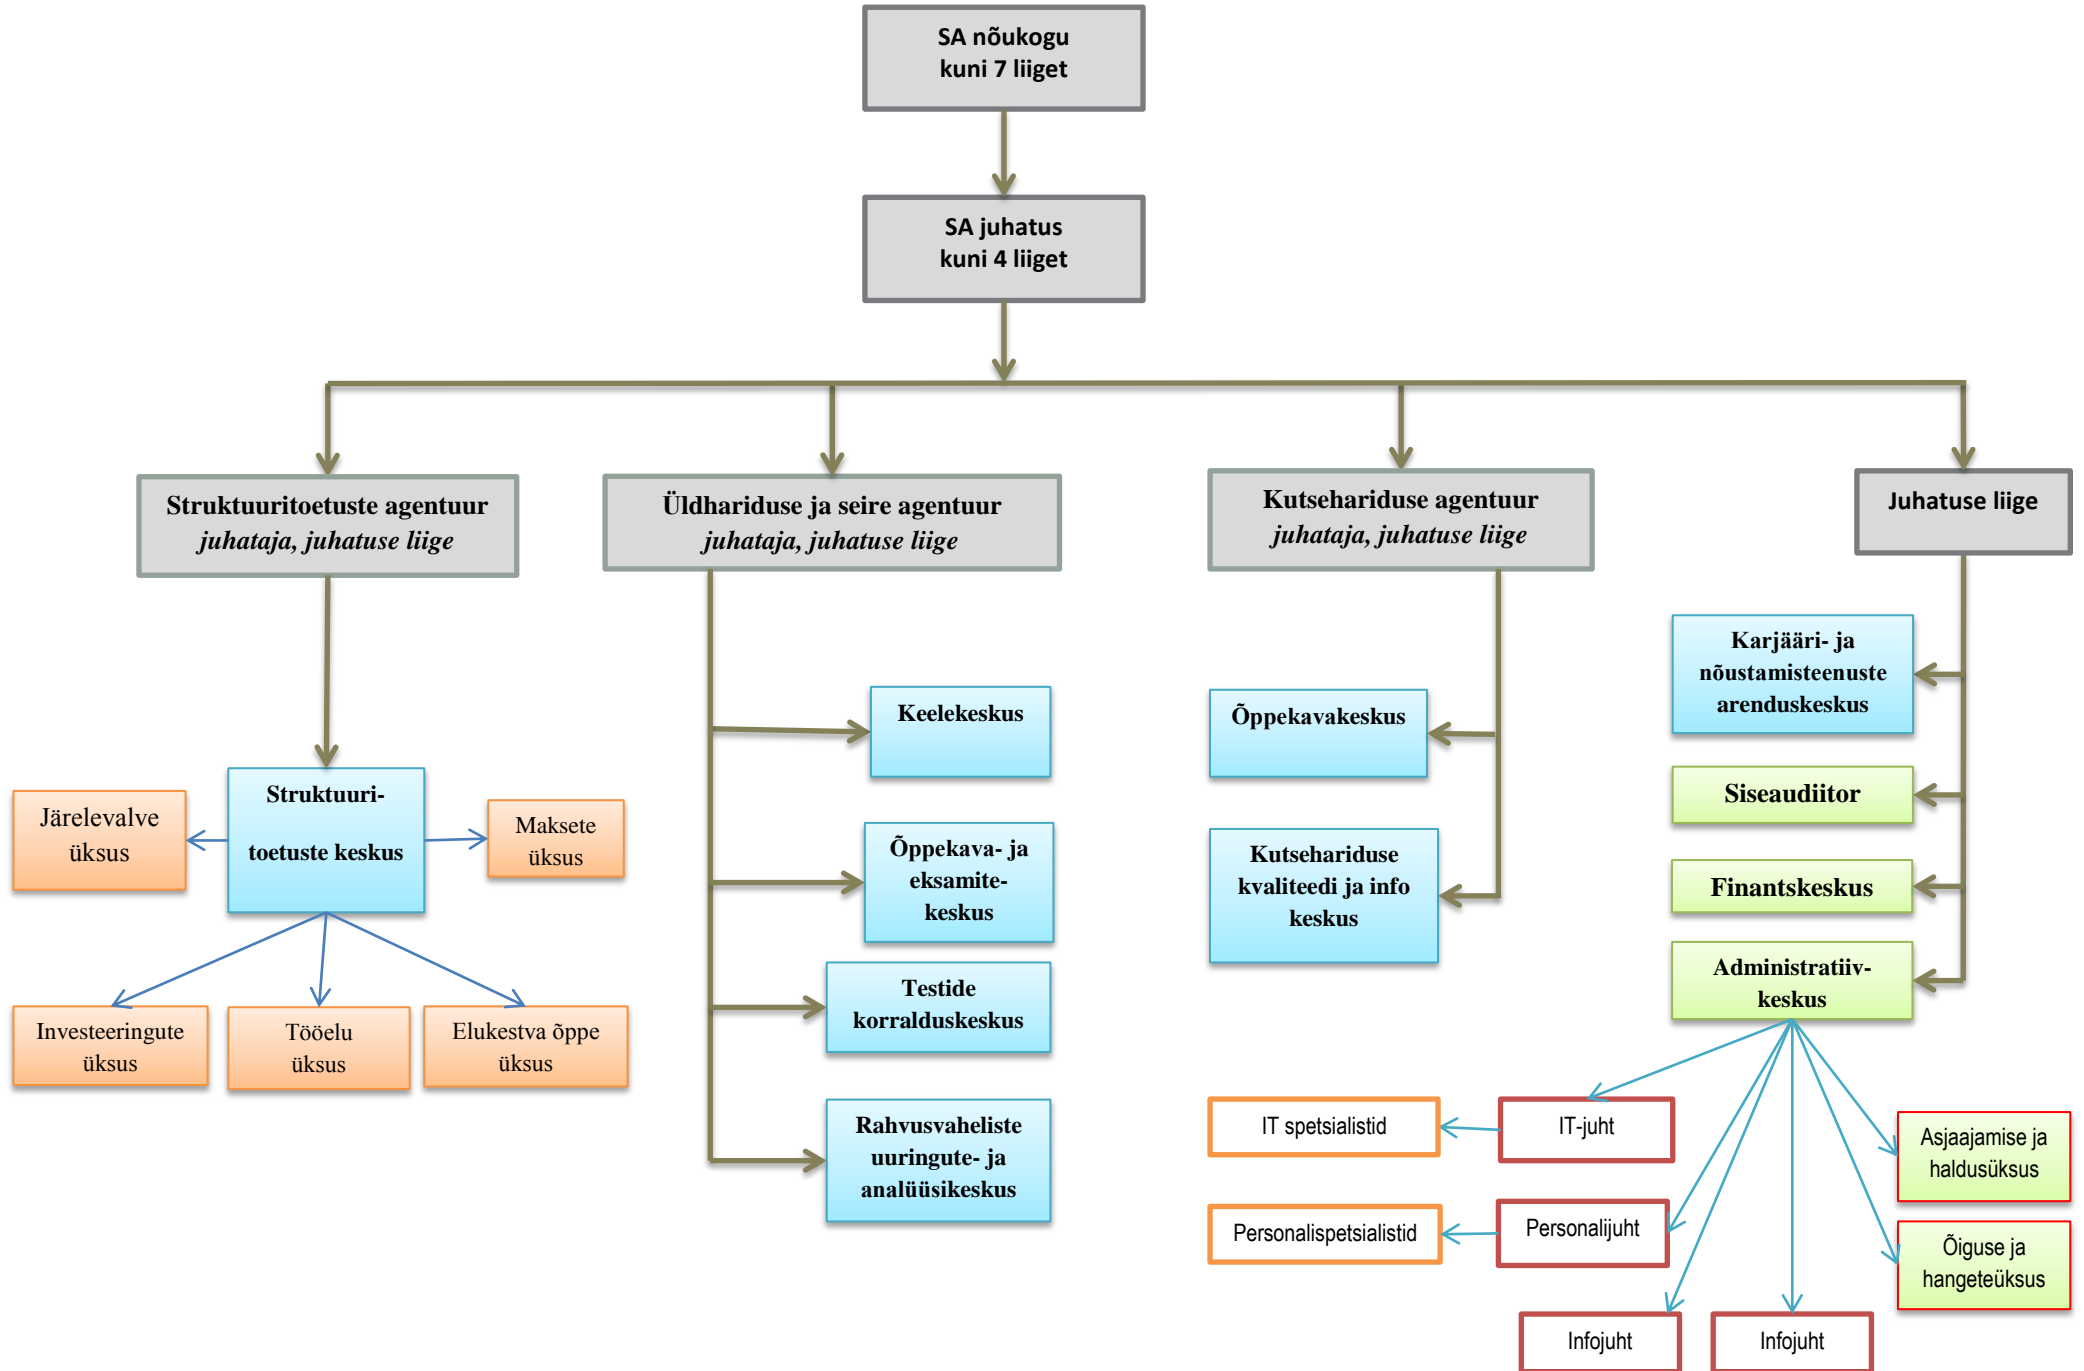 SA nõukogu
kuni 7 liiget
SA juhatus
kuni 4 liiget
Struktuuritoetuste agentuur
juhataja, juhatuse liige
Üldhariduse ja seire agentuur
juhataja, juhatuse liige
Kutsehariduse agentuur
juhataja, juhatuse liige
Juhatuse liige
Struktuuri-
toetuste keskus
Järelevalve
üksus
Maksete
üksus
Investeeringute
üksus
Tööelu
üksus
Elukestva õppe
üksus
Keelekeskus
Õppekava- ja
eksamite-
keskus
Testide
korralduskeskus
Rahvusvaheliste
uuringute- ja
analüüsikeskus
Õppekavakeskus
Kutsehariduse
kvaliteedi ja info
keskus
Karjääri- ja
nõustamisteenuste
arenduskeskus
Siseaudiitor
Finantskeskus
Administratiiv-
keskus
IT spetsialistid
IT-juht
Personalispetsialistid
Personalijuht
Infojuht
Infojuht
Asjaajamise ja
haldusüksus
Õiguse ja
hangeteüksus